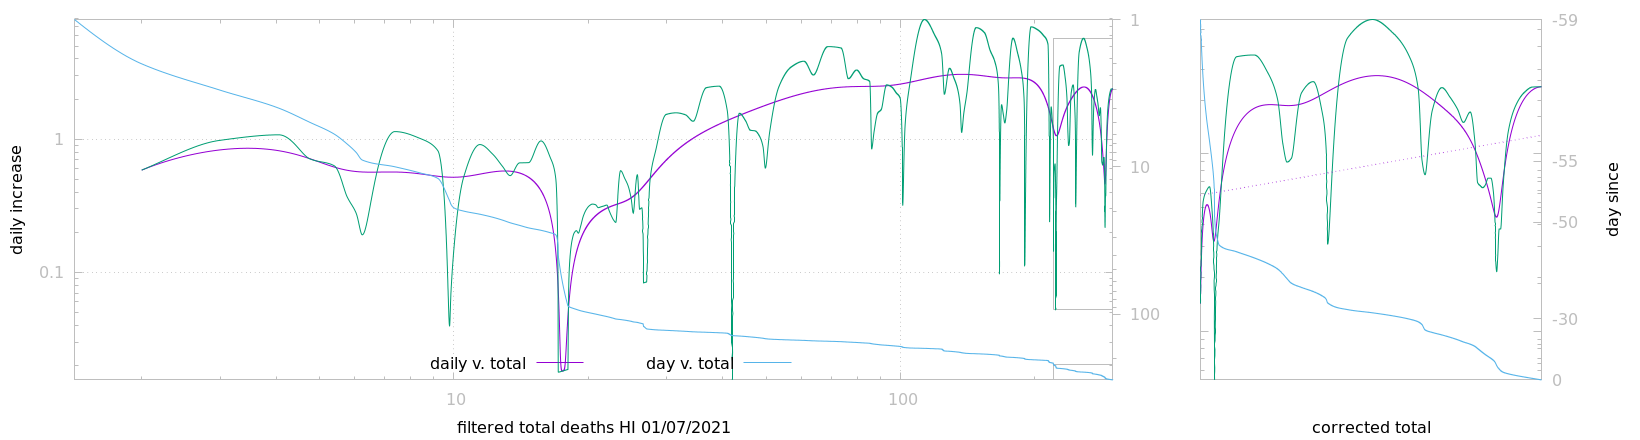 1
-59
1
daily increase
10
-55
-50
day since
0.1
100
-30
daily v. total
day v. total
0
10
100
filtered total deaths HI 01/07/2021
corrected total